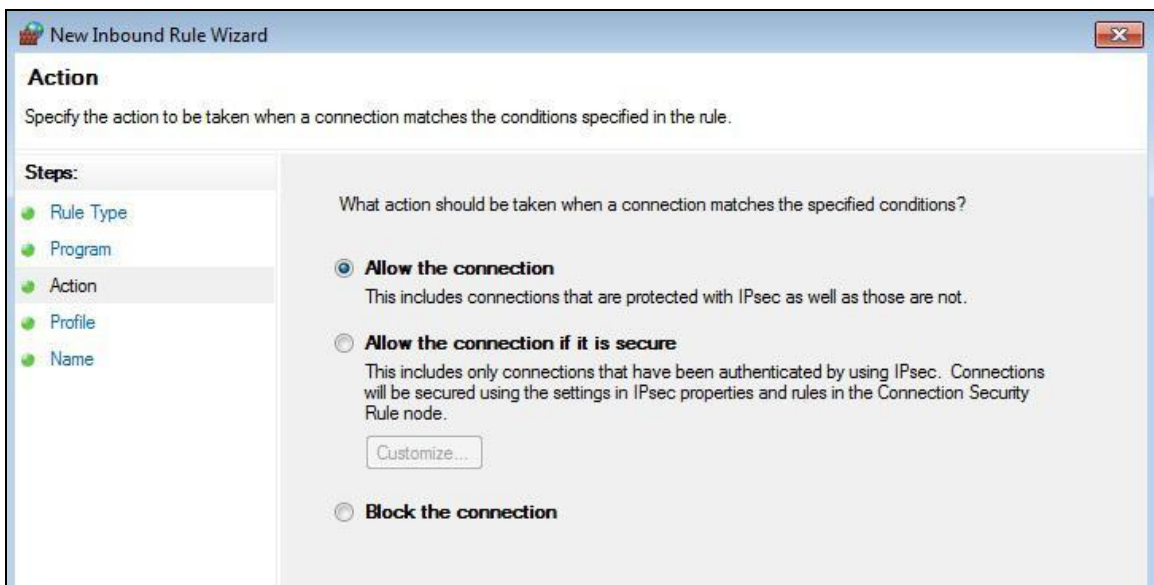 New Inbound Rule Wizard
Action
Specify the action to be taken when a connection matches the conditions specified in the rule.
Steps:
Rule Type
Program
Action
Profile
Name
What action should be taken when a connection matches the specified conditions?
Allow the connection
This includes connections that are protected with IPsec as well as those are not.
Allow the connection if it is secure
This includes only connections that have been authenticated by using IPsec. Connections
will be secured using the settings in IPsec properties and rules in the Connection Security
Rule node.
Customize...
Block the connection